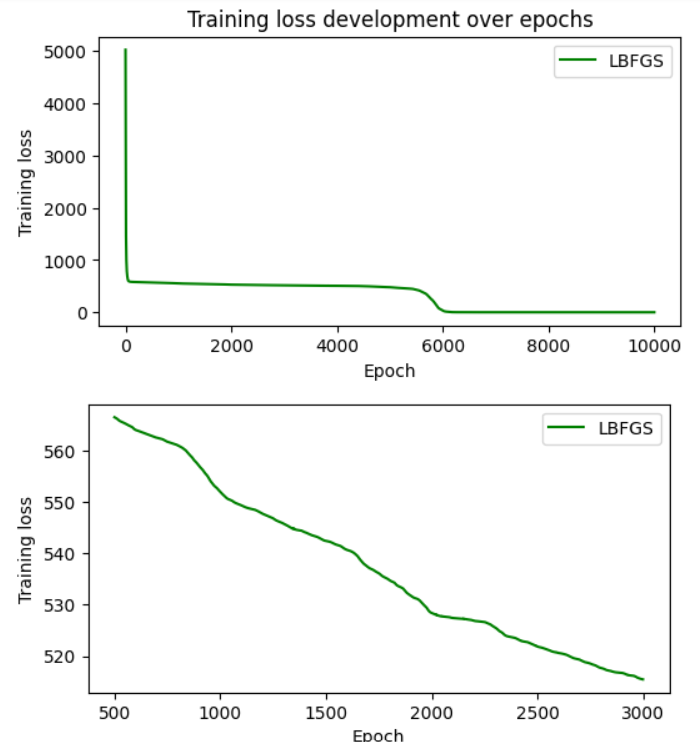 Training loss development over epochs
5000
4000
3000
2000
1000
0
Training loss
LBFGS
0 2000 4000 6000 8000 10000
Epoch
560
550
540
530
520
Training loss
LBFGS
500 1000 1500 2000 2500 3000
Epoch